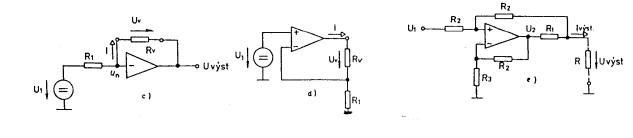 Uv
I
Rv
R1
un
U1
Uvýst
c )
i
U1
Uv
Rv
R1
d )
U1
R2
R2
U2
R1
Ivýst
R3
R2
R
Uvýst
e )